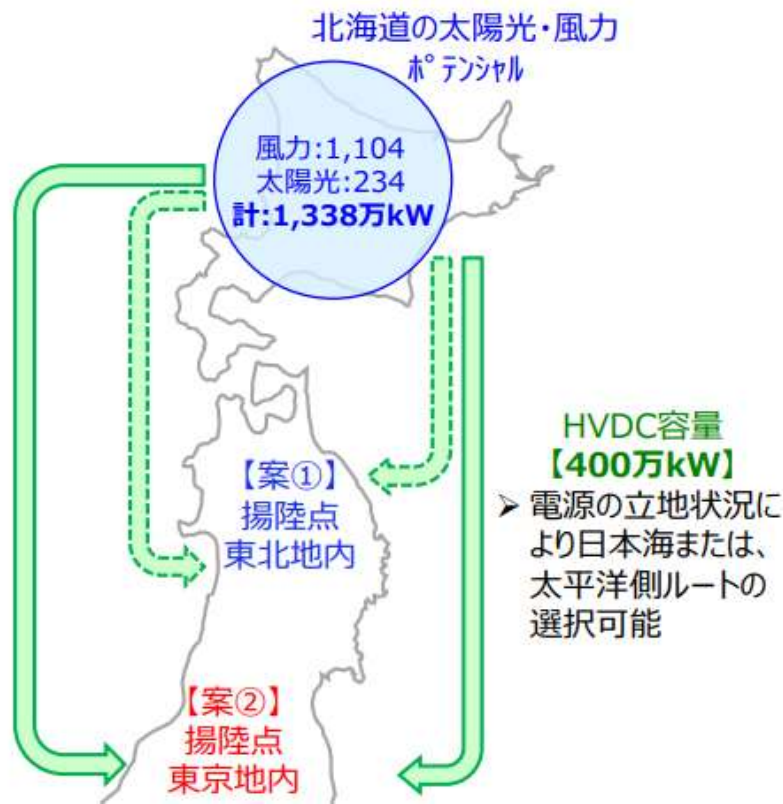 北海道の太陽光・風力
ポテンシャル
風力:1,104
太陽光:234
計:1,338万kW
【案①】
揚陸点
東北地内
HVDC容量
【400万kW】
➢ 電源の立地状況に
より日本海または、
太平洋側ルートの
選択可能
【案②】
揚陸点
東京地内